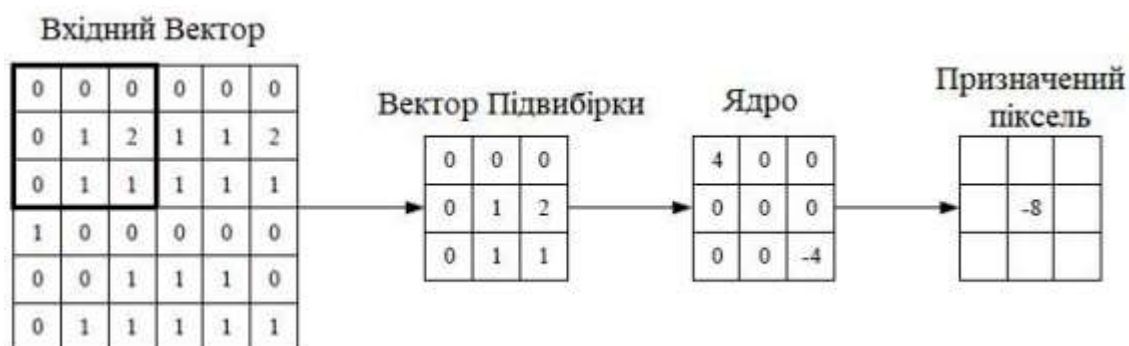 Вхідний Вектор
0 0 0 0 0 0
0 1 2 1 1 2
0 1 1 1 1 1
1 0 0 0 0 0
0 0 1 1 1 0
0 1 1 1 1 1
Вектор Підвибірки
0 0 0
0 1 2
0 1 1
Ядро
4 0 0
0 0 0
0 0 -4
Призначений
піксель
-8